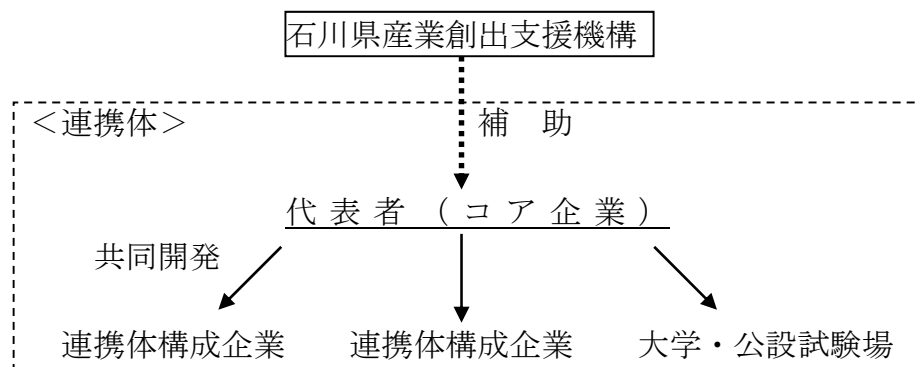 石川県産業創出支援機構
＜連携体＞
補　助
代表者（コア企業）
共同開発
連携体構成企業
連携体構成企業
大学・公設試験場